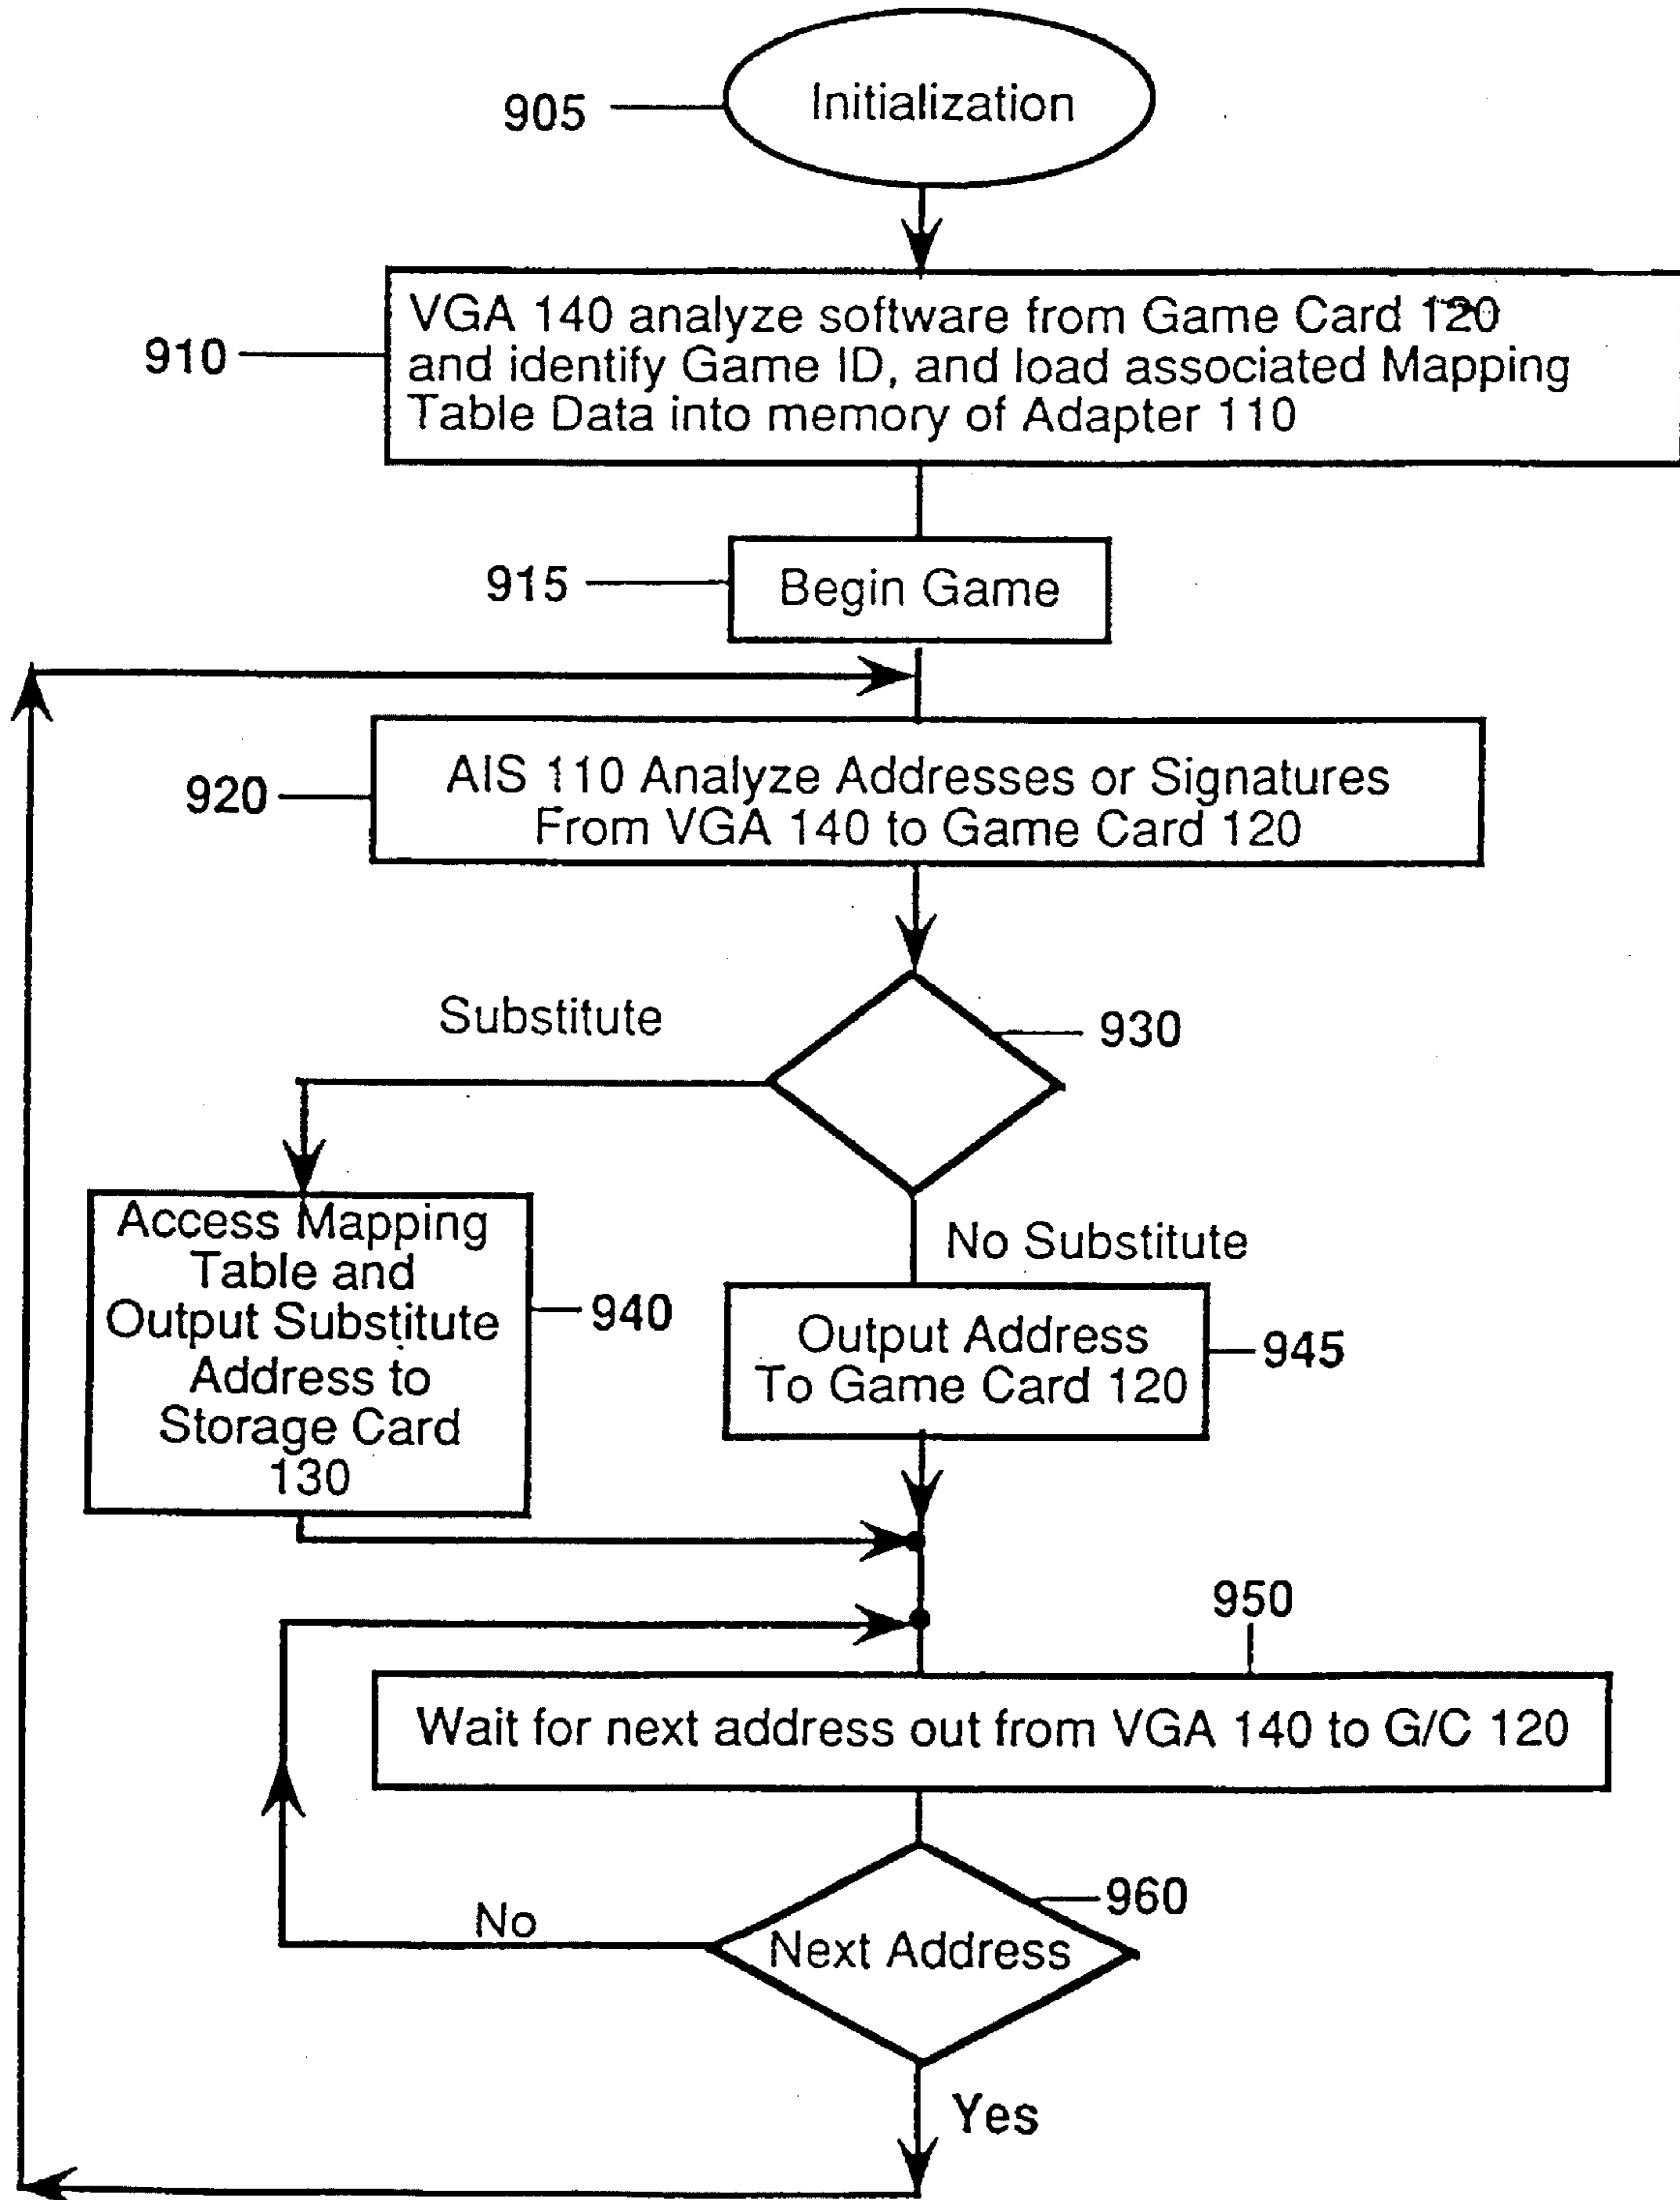 905
Initialization
910
VGA 140 analyze software from Game Card 120
and identify Game ID, and load associated Mapping
Table Data into memory of Adapter 110
915
Begin Game
920
AIS 110 Analyze Addresses or Signatures
From VGA 140 to Game Card 120
Substitute
930
Access Mapping
Table and
Output Substitute
Address to
Storage Card
130
940
No Substitute
Output Address
To Game Card 120
945
950
Wait for next address out from VGA 140 to G/C 120
960
No
Next Address
Yes